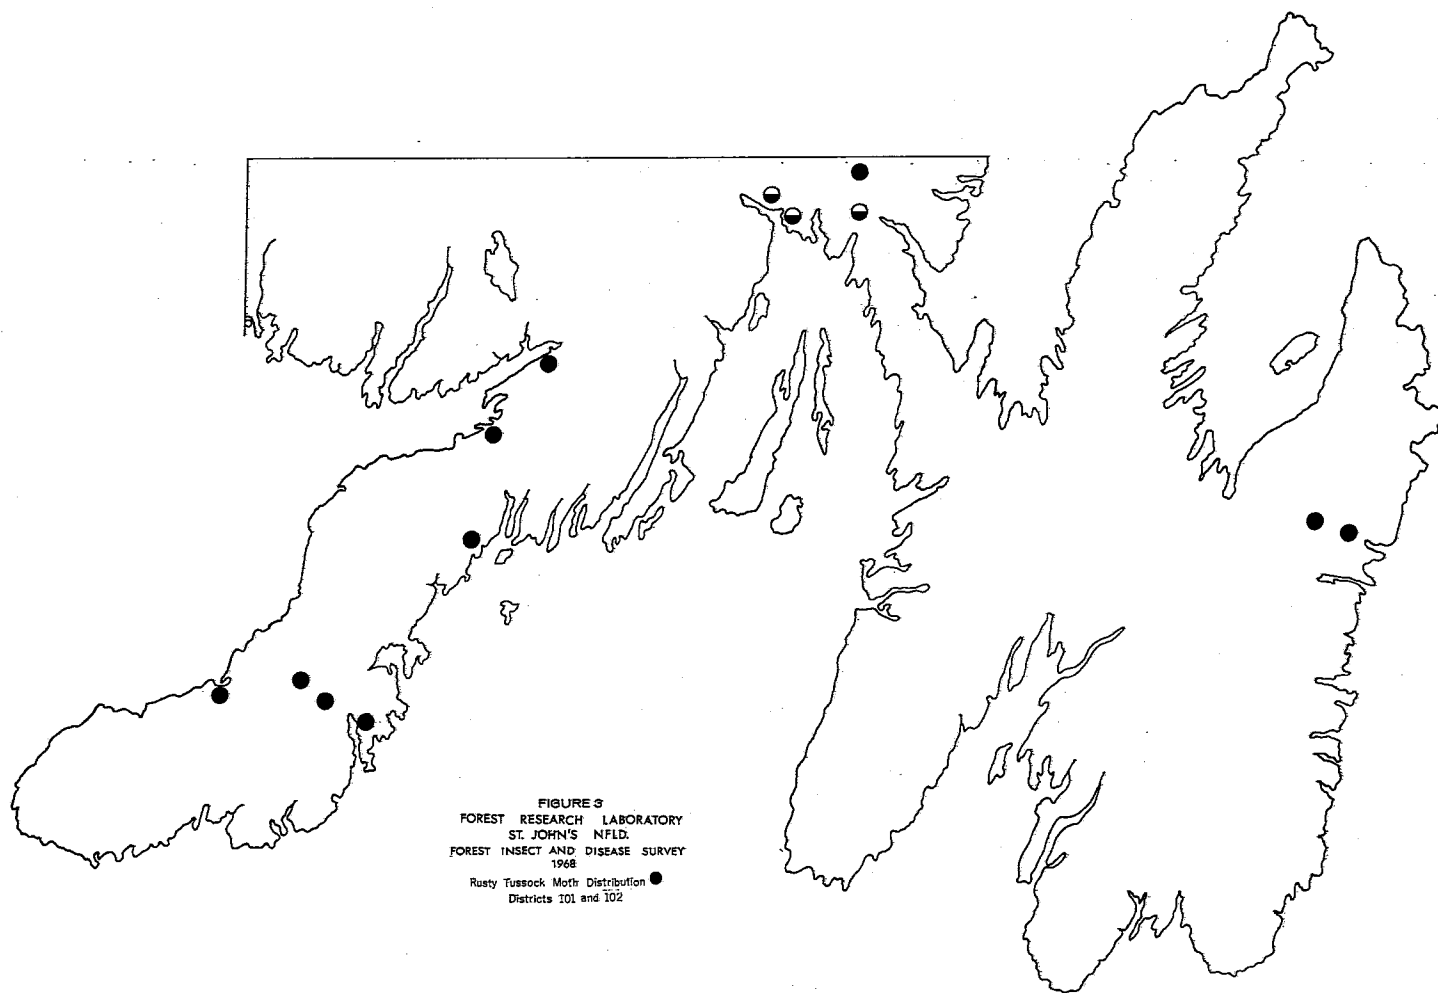 FIGURE 3
FOREST RESEARCH LABORATORY
ST. JOHN'S NFLD.
FOREST INSECT AND DISEASE SURVEY
1968
Rusty Tussock Moth Distribution
Districts 101 and 102